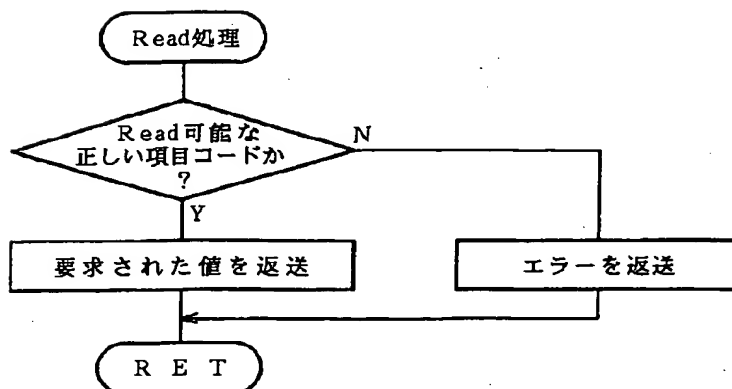 Read処理
Read可能な
正しい項目コードか
?
N
Y
要求された値を返送
エラーを返送
RET